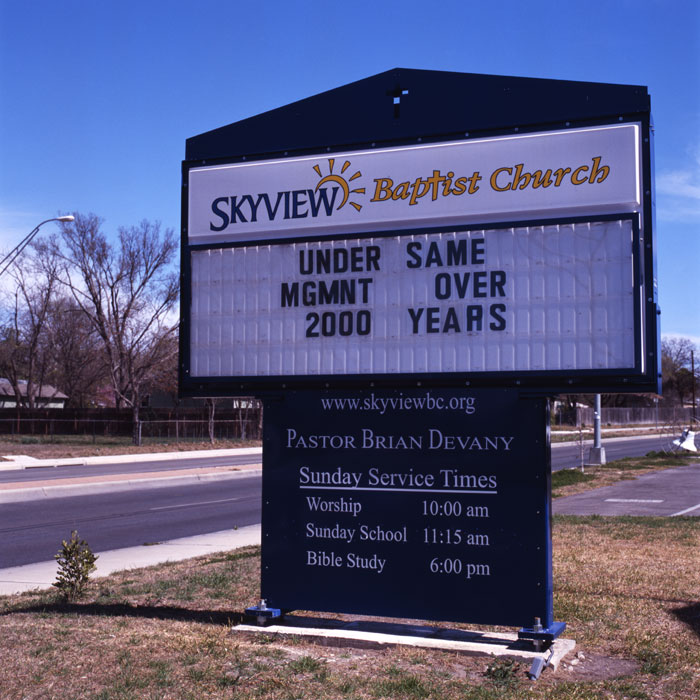 SKYVIEW Baptist Church
UNDER SAME
MGMNT OVER
2000 YEARS
www.skyviewbc.org
PASTOR BRIAN DEVANY
Sunday Service Times
Worship 10:00 am
Sunday School 11:15 am
Bible Study 6:00 pm